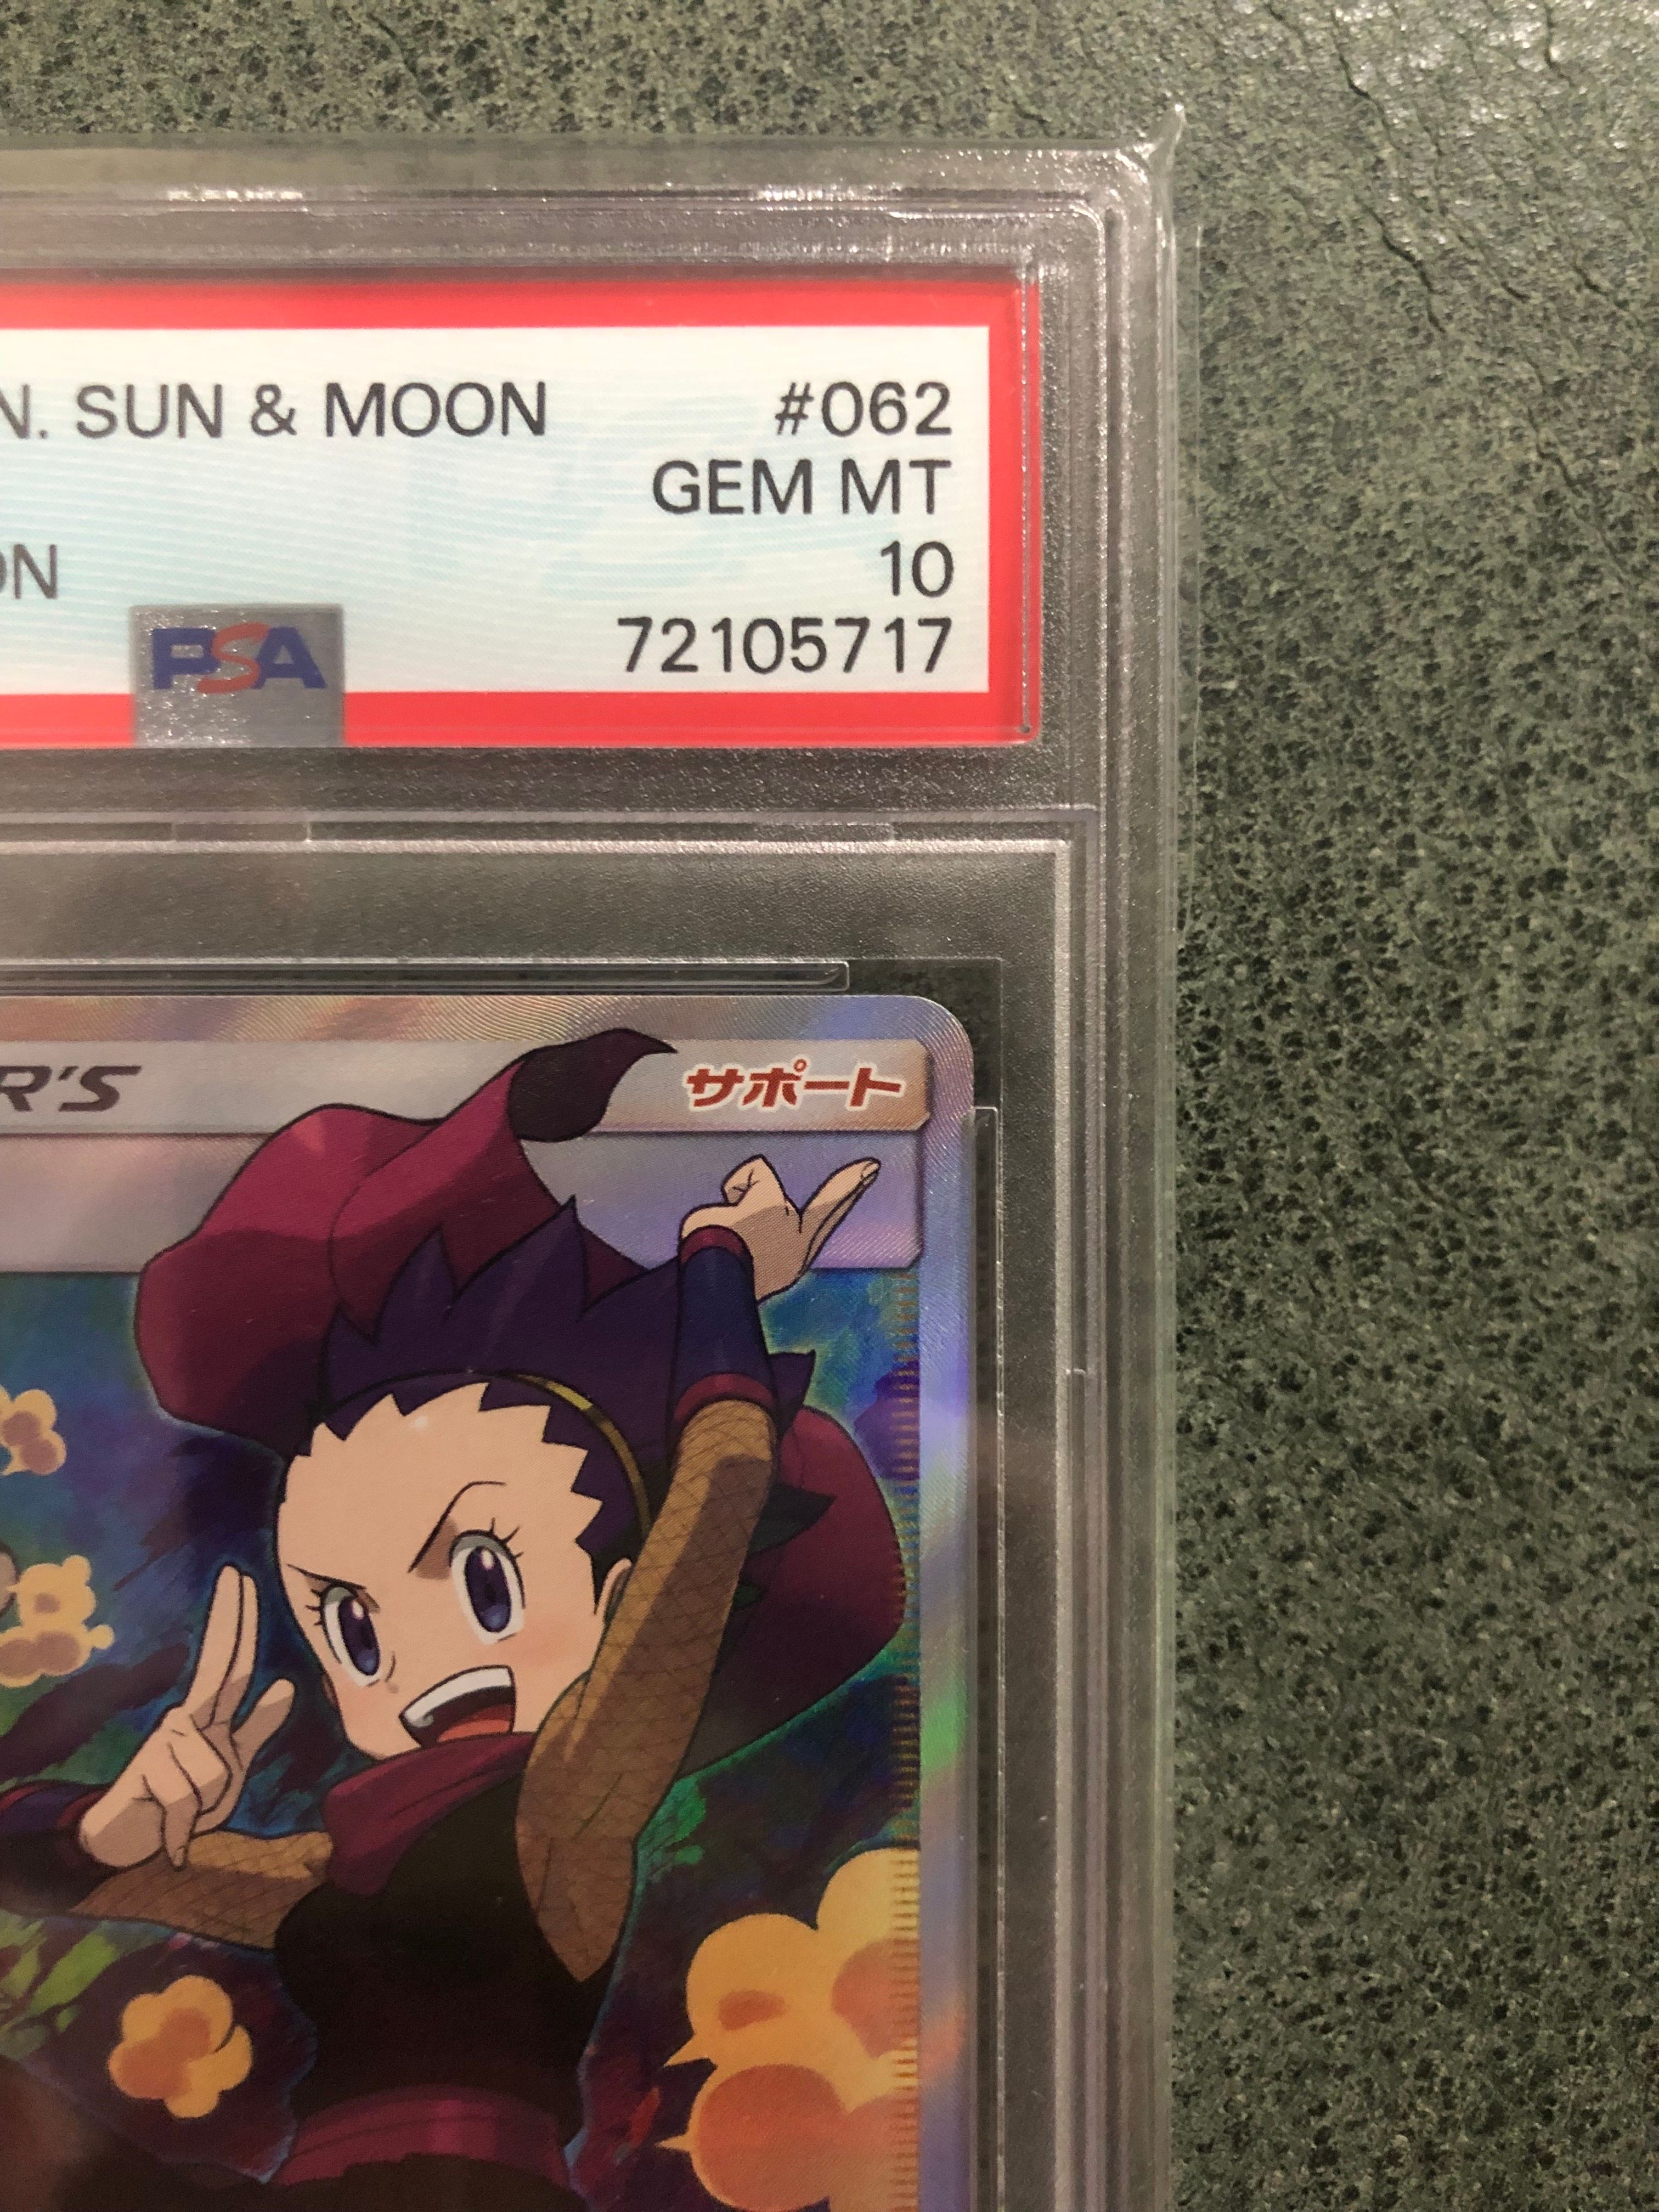 N. SUN & MOON #062
GEM MT
ON 10
PSA 72105717
R'S サポート